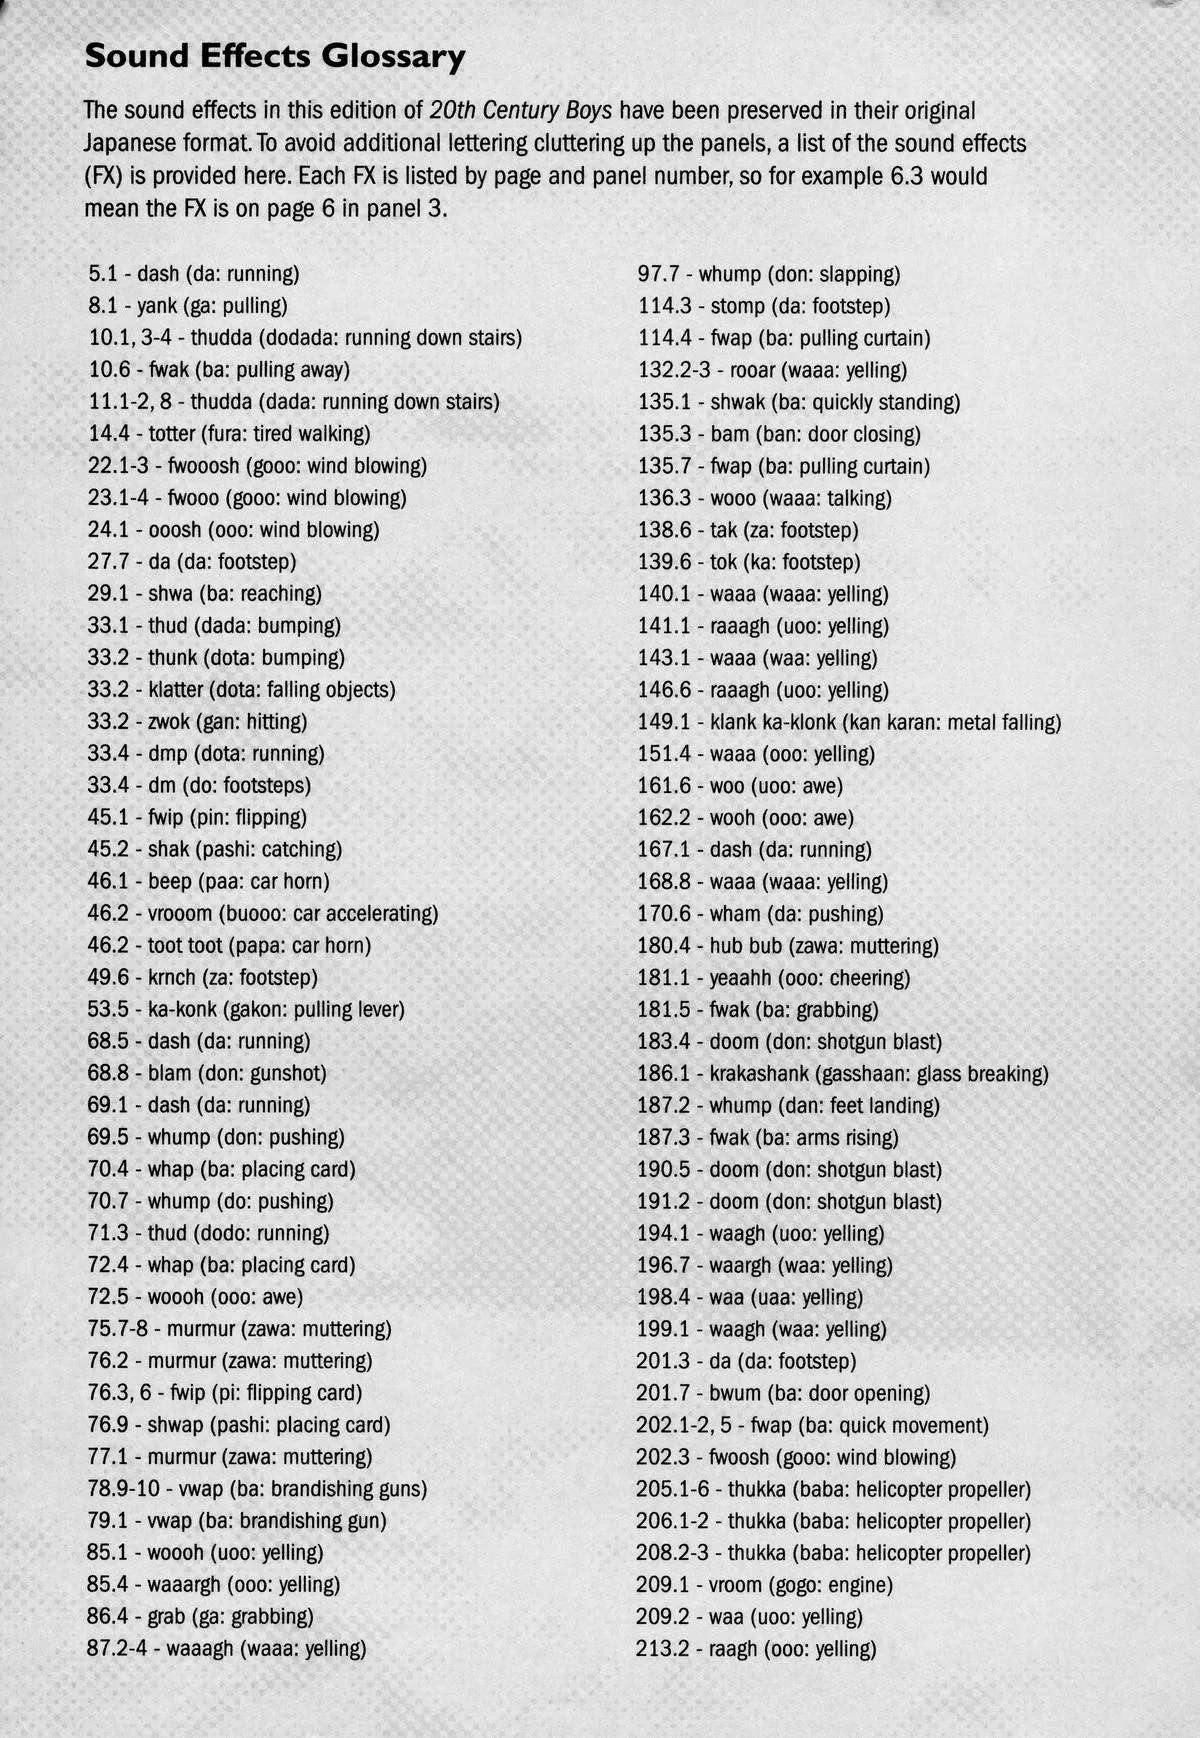 Sound Effects Glossary
The sound effects in this edition of 20th Century Boys have been preserved in their original
Japanese format. To avoid additional lettering cluttering up the panels, a list of the sound effects
(FX) is provided here. Each FX is listed by page and panel number, so for example 6.3 would
mean the FX is on page 6 in panel 3.
5.1 - dash (da: running)
8.1 - yank (ga: pulling)
10.1, 3-4 - thudda (dodada: running down stairs)
10.6 - fwak (ba: pulling away)
11.1-2, 8 - thudda (dada: running down stairs)
14.4 - totter (fura: tired walking)
22.1-3 - fwooosh (gooo: wind blowing)
23.1-4 - fwooo (gooo: wind blowing)
24.1 - ooosh (ooo: wind blowing)
27.7 - da (da: footstep)
29.1 - shwa (ba: reaching)
33.1 - thud (dada: bumping)
33.2 - thunk (dota: bumping)
33.2 - klatter (dota: falling objects)
33.2 - zwok (gan: hitting)
33.4 - dmp (dota: running)
33.4 - dm (do: footsteps)
45.1 - fwip (pin: flipping)
45.2 - shak (pashi: catching)
46.1 - beep (paa: car horn)
46.2 - vrooom (buooo: car accelerating)
46.2 - toot toot (papa: car horn)
49.6 - krnch (za: footstep)
53.5 - ka-konk (gakon: pulling lever)
68.5 - dash (da: running)
68.8 - blam (don: gunshot)
69.1 - dash (da: running)
69.5 - whump (don: pushing)
70.4 - whap (ba: placing card)
70.7 - whump (do: pushing)
71.3 - thud (dodo: running)
72.4 - whap (ba: placing card)
72.5 - woooh (ooo: awe)
75.7-8 - murmur (zawa: muttering)
76.2 - murmur (zawa: muttering)
76.3, 6 - fwip (pi: flipping card)
76.9 - shwap (pashi: placing card)
77.1 - murmur (zawa: muttering)
78.9-10 - vwap (ba: brandishing guns)
79.1 - vwap (ba: brandishing gun)
85.1 - woooh (uoo: yelling)
85.4 - waaargh (ooo: yelling)
86.4 - grab (ga: grabbing)
87.2-4 - waaagh (waaa: yelling)
97.7 - whump (don: slapping)
114.3 - stomp (da: footstep)
114.4 - fwap (ba: pulling curtain)
132.2-3 - rooar (waaa: yelling)
135.1 - shwak (ba: quickly standing)
135.3 - bam (ban: door closing)
135.7 - fwap (ba: pulling curtain)
136.3 - wooo (waaa: talking)
138.6 - tak (za: footstep)
139.6 - tok (ka: footstep)
140.1 - waaa (waaa: yelling)
141.1 - raaagh (uoo: yelling)
143.1 - waaa (waa: yelling)
146.6 - raaagh (uoo: yelling)
149.1 - klank ka-klonk (kan karan: metal falling)
151.4 - waaa (ooo: yelling)
161.6 - woo (uoo: awe)
162.2 - wooh (ooo: awe)
167.1 - dash (da: running)
168.8 - waaa (waaa: yelling)
170.6 - wham (da: pushing)
180.4 - hub bub (zawa: muttering)
181.1 - yeaahh (ooo: cheering)
181.5 - fwak (ba: grabbing)
183.4 - doom (don: shotgun blast)
186.1 - krakashank (gasshaan: glass breaking)
187.2 - whump (dan: feet landing)
187.3 - fwak (ba: arms rising)
190.5 - doom (don: shotgun blast)
191.2 - doom (don: shotgun blast)
194.1 - waagh (uoo: yelling)
196.7 - waargh (waa: yelling)
198.4 - waa (uaa: yelling)
199.1 - waagh (waa: yelling)
201.3 - da (da: footstep)
201.7 - bwum (ba: door opening)
202.1-2, 5 - fwap (ba: quick movement)
202.3 - fwoosh (gooo: wind blowing)
205.1-6 - thukka (baba: helicopter propeller)
206.1-2 - thukka (baba: helicopter propeller)
208.2-3 - thukka (baba: helicopter propeller)
209.1 - vroom (gogo: engine)
209.2 - waa (uoo: yelling)
213.2 - raagh (ooo: yelling)